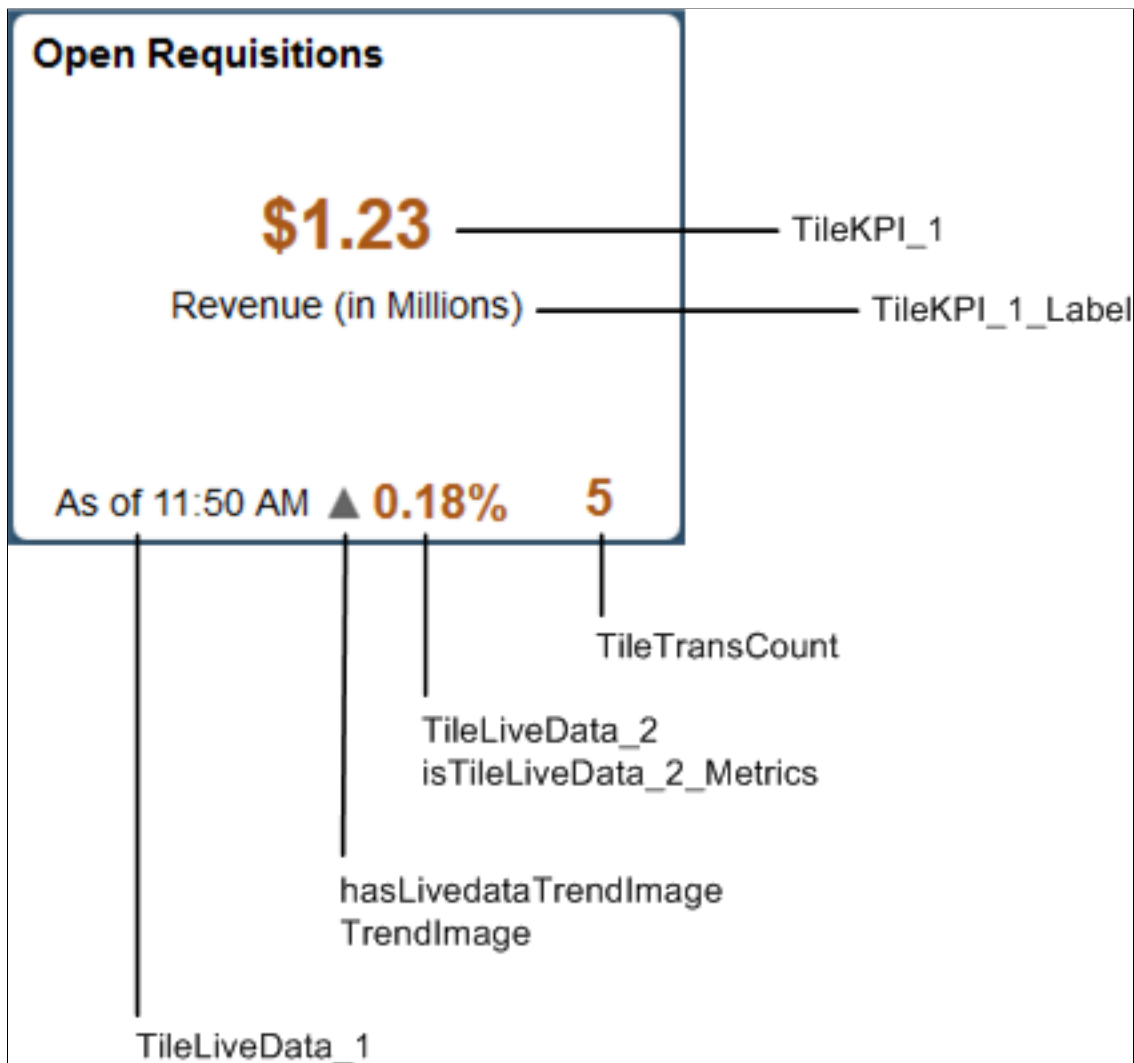 Open Requisitions
$1.23
TileKPI_1
Revenue (in Millions)
TileKPI_1_Label
As of 11:50 AM ▲ 0.18% 5
TileTransCount
TileLiveData_2
isTileLiveData_2_Metrics
hasLivedataTrendImage
TrendImage
TileLiveData_1